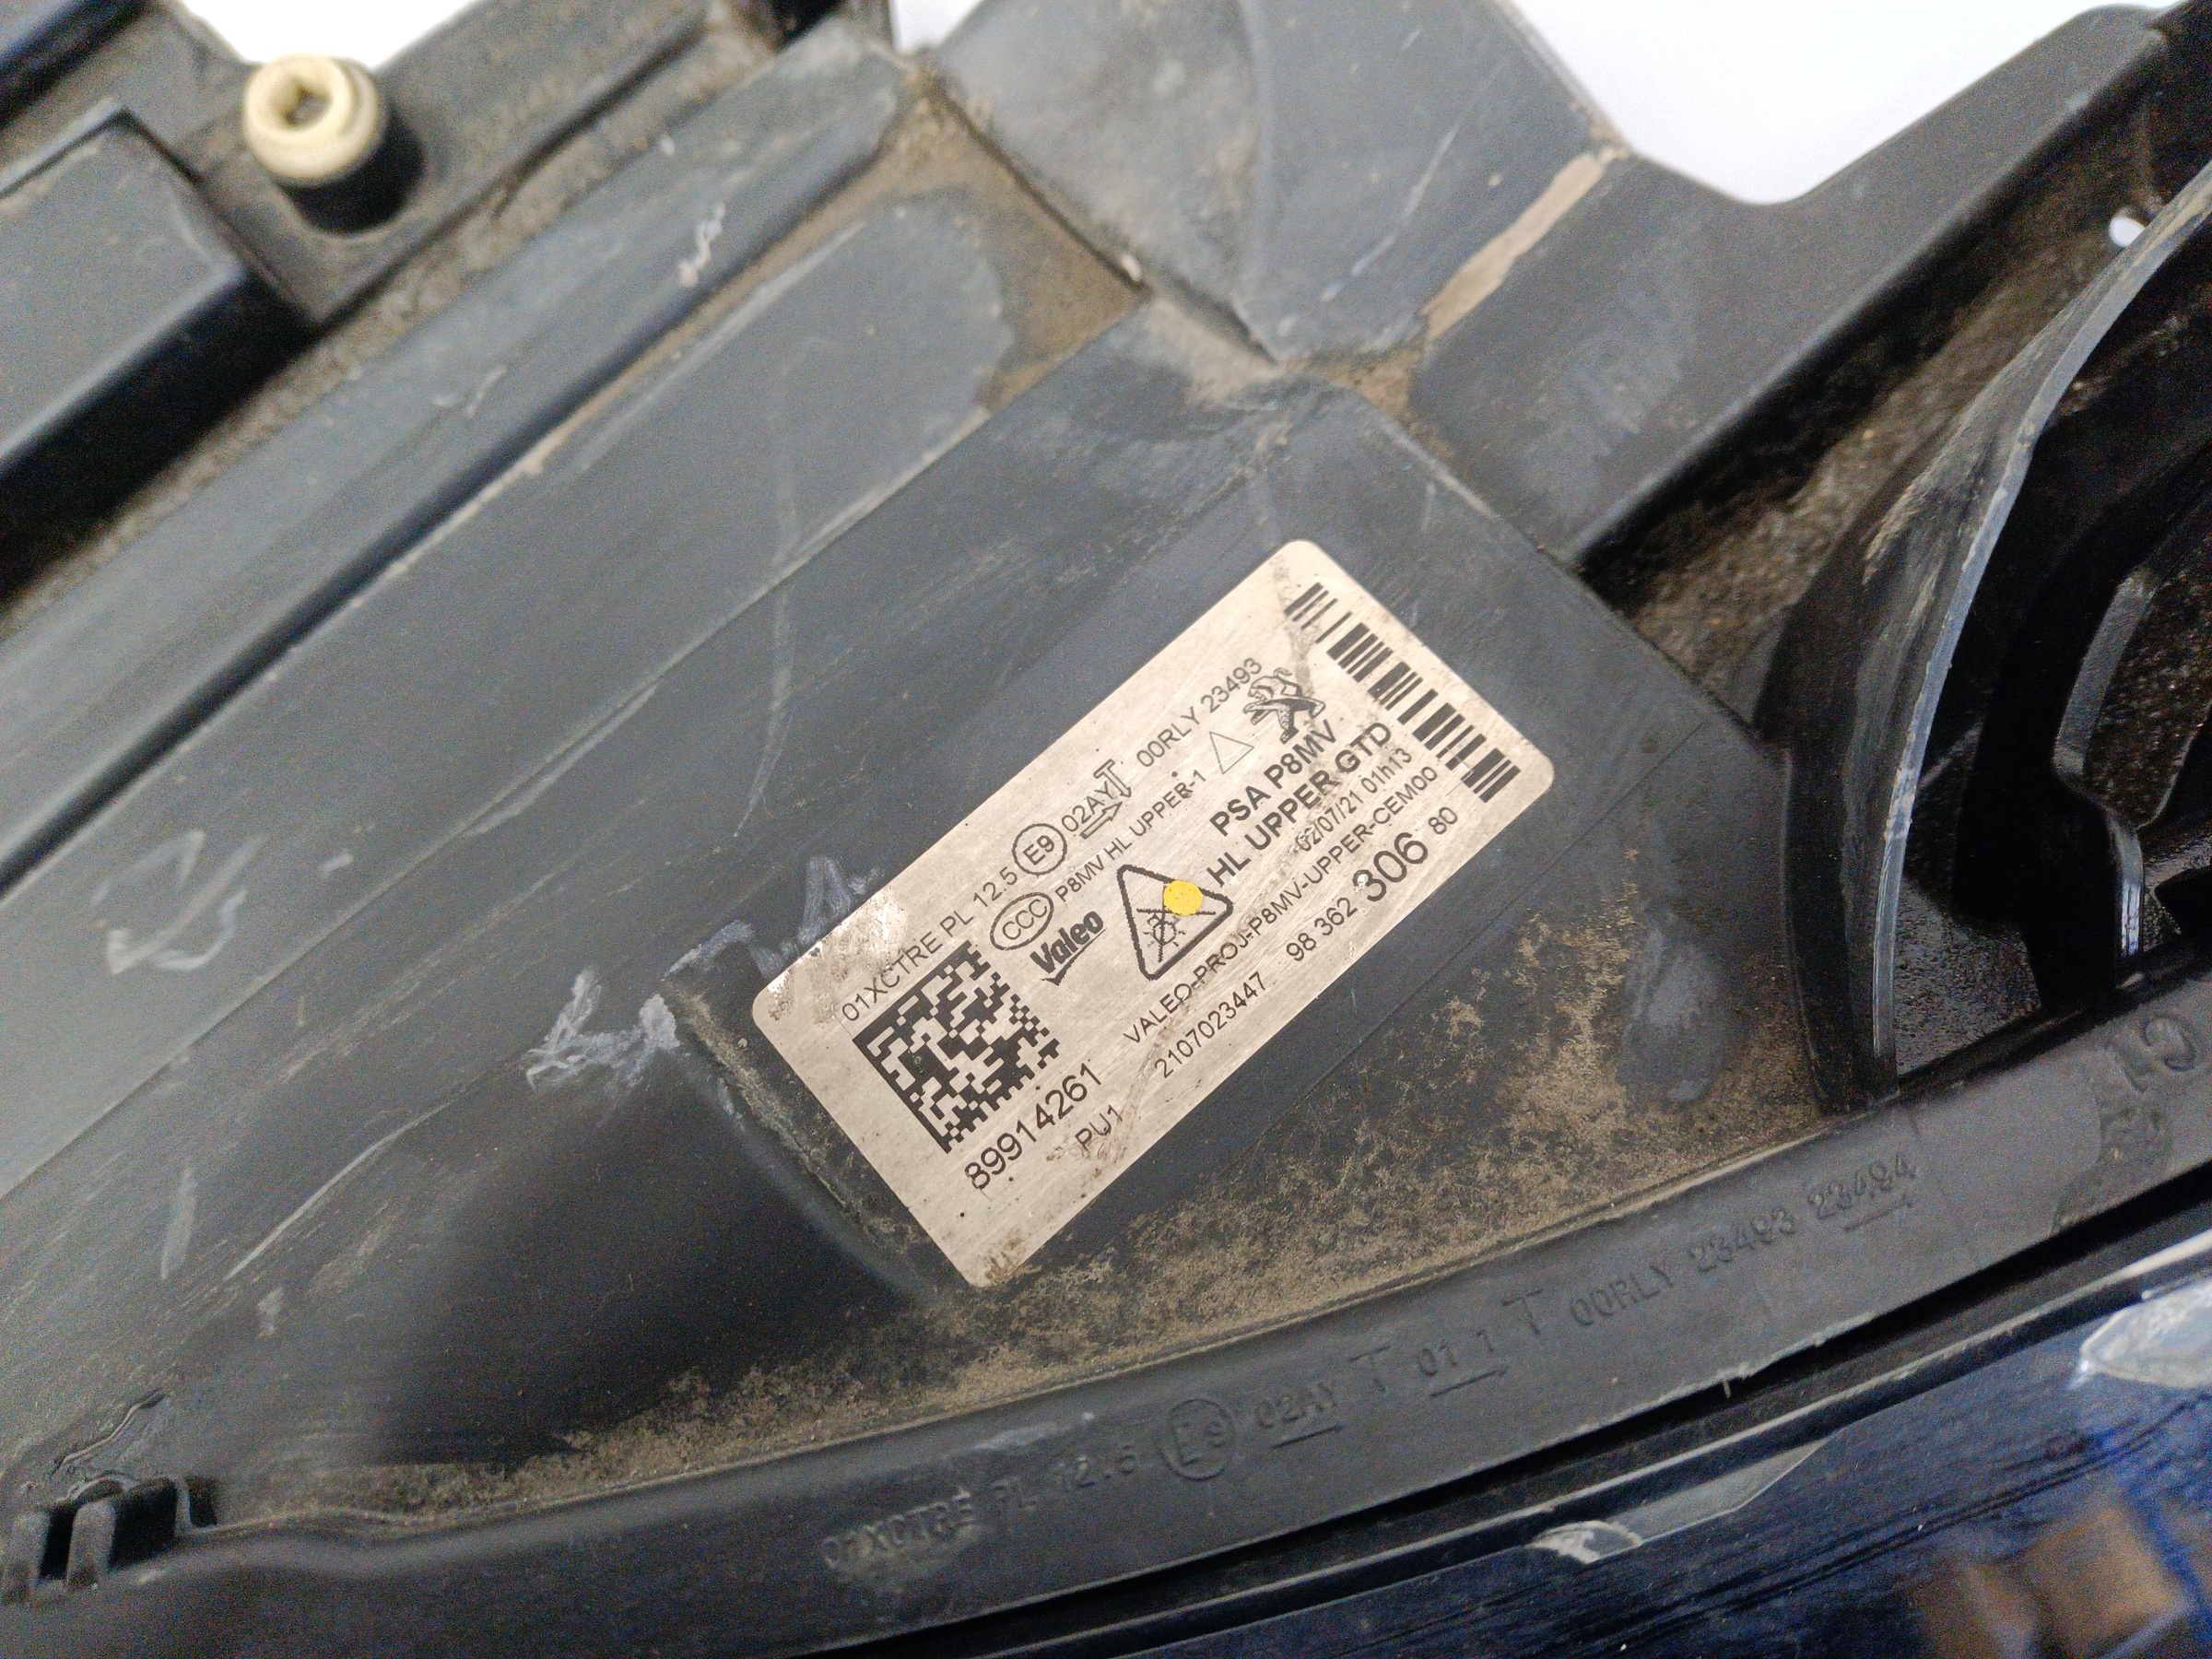 01XCTRE PL 12.5 E9 02AY T 00RLY 23493
CCC P8MV HL UPPER-1
Valeo
PSA P8MV
HL UPPER GTD
02/07/21 01h13
VALEO-PROJ-P8MV-UPPER-CEM00
2107023447 98 362 306 80
89914261
PU1
01XCTRE PL 12.5 E9 02AY T 01 1 T 00RLY 23493 23494